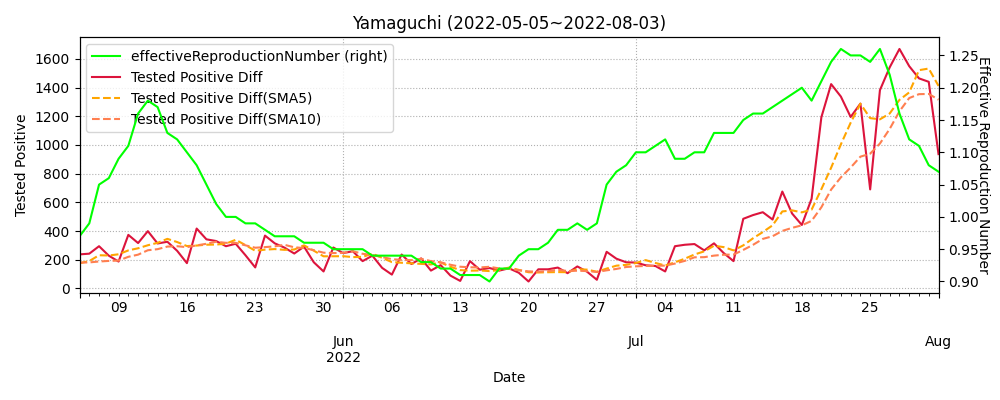 Yamaguchi (2022-05-05~2022-08-03)
effectiveReproductionNumber (right)
Tested Positive Diff
Tested Positive Diff(SMA5)
Tested Positive Diff(SMA10)
Tested Positive
1600
1400
1200
1000
800
600
400
200
0
Effective Reproduction Number
1.25
1.20
1.15
1.10
1.05
1.00
0.95
0.90
09 16 23 30 06 13 20 27 04 11 18 25
Jun Jul Aug
2022
Date